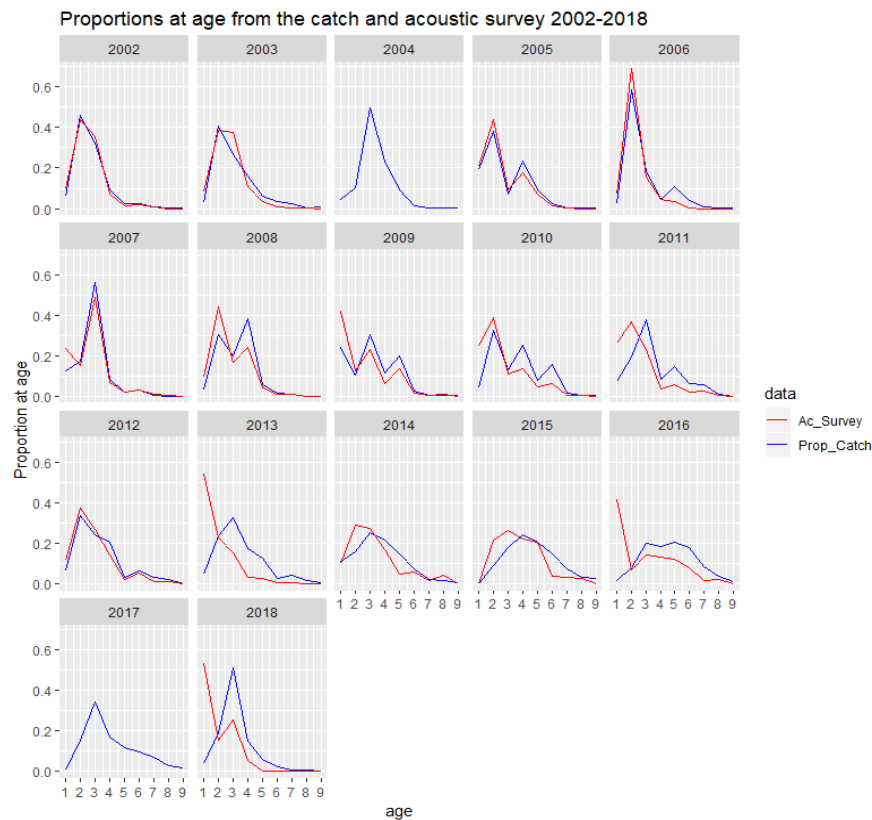 Proportions at age from the catch and acoustic survey 2002-2018
2002 2003 2004 2005 2006
0.6
0.4
0.2
0.0
2007 2008 2009 2010 2011
0.6
0.4
0.2
0.0
2012 2013 2014 2015 2016
0.6
0.4
0.2
0.0
1 2 3 4 5 6 7 8 9 1 2 3 4 5 6 7 8 9 1 2 3 4 5 6 7 8 9
2017 2018
0.6
0.4
0.2
0.0
1 2 3 4 5 6 7 8 9 1 2 3 4 5 6 7 8 9
age
Proportion at age
data
Ac_Survey
Prop_Catch